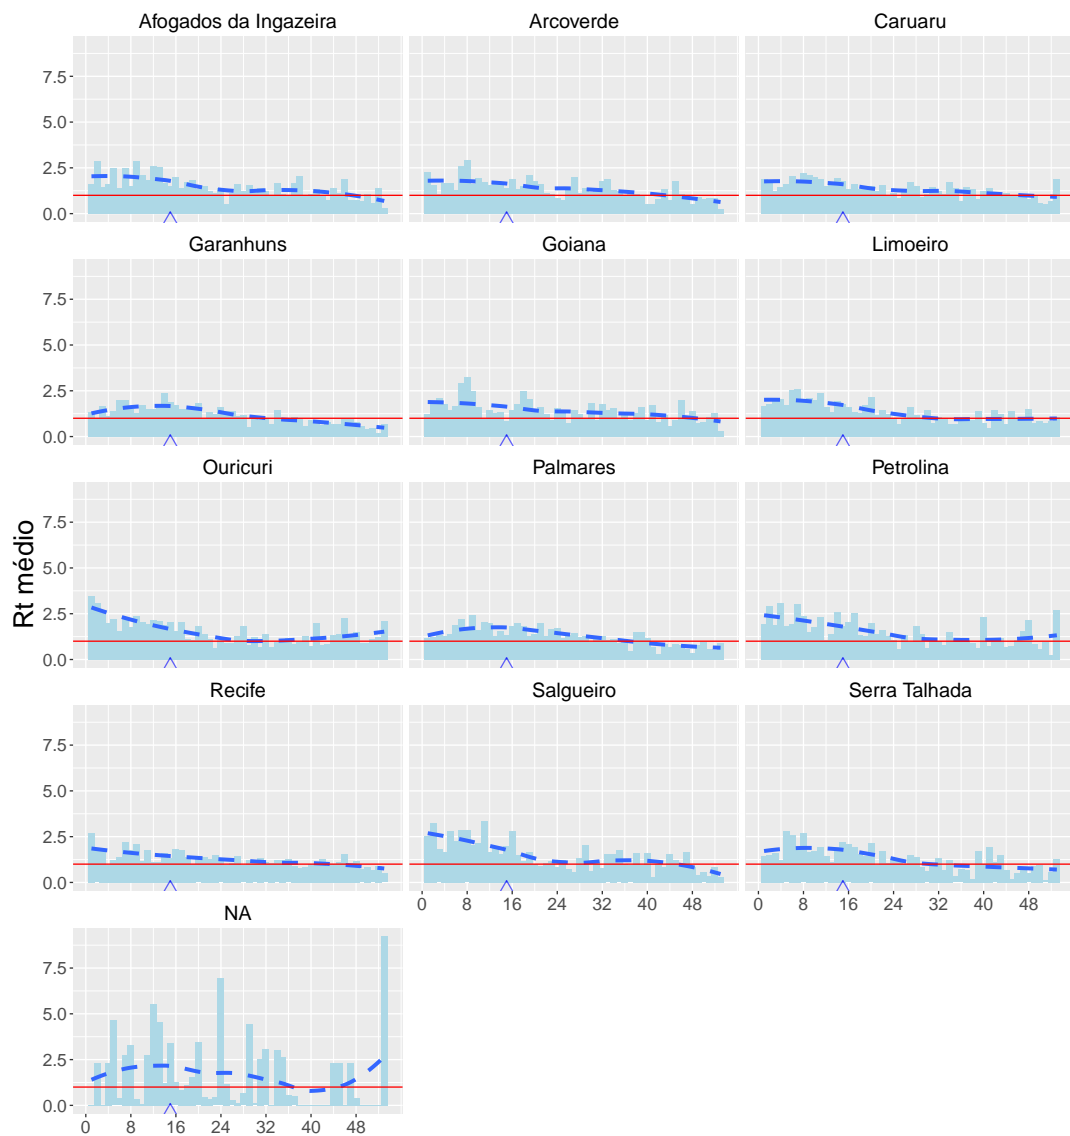 Afogados da Ingazeira Arcoverde Caruaru
7.5
5.0
2.5
0.0
Garanhuns Goiana Limoeiro
7.5
5.0
2.5
0.0
Ouricuri Palmares Petrolina
7.5
5.0
2.5
0.0
Rt médio
Recife Salgueiro Serra Talhada
7.5
5.0
2.5
0.0
0 8 16 24 32 40 48 0 8 16 24 32 40 48
NA
7.5
5.0
2.5
0.0
0 8 16 24 32 40 48